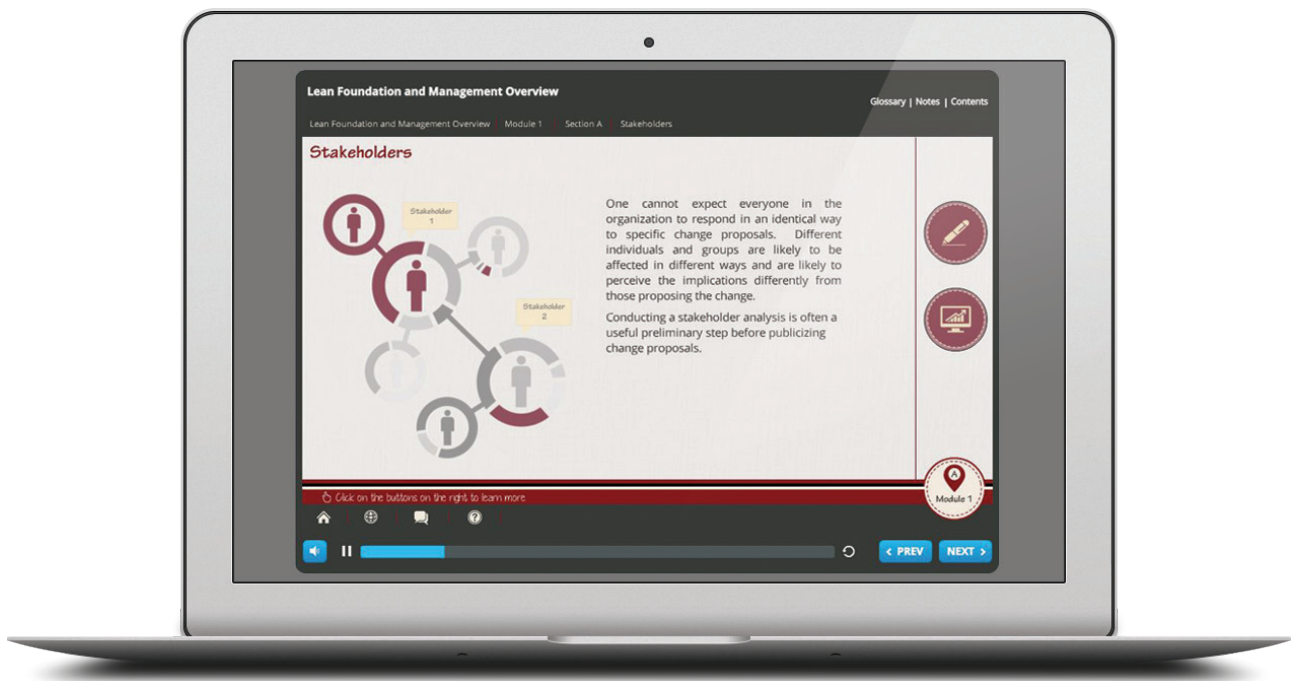 Lean Foundation and Management Overview
Glossary | Notes | Contents
Lean Foundation and Management Overview | Module 1 | Section A | Stakeholders
Stakeholders
Stakeholder
1
Stakeholder
2
One cannot expect everyone in the
organization to respond in an identical way
to specific change proposals. Different
individuals and groups are likely to be
affected in different ways and are likely to
perceive the implications differently from
those proposing the change.
Conducting a stakeholder analysis is often a
useful preliminary step before publicizing
change proposals.
A
Module 1
Click on the buttons on the right to learn more
?
< PREV
NEXT >